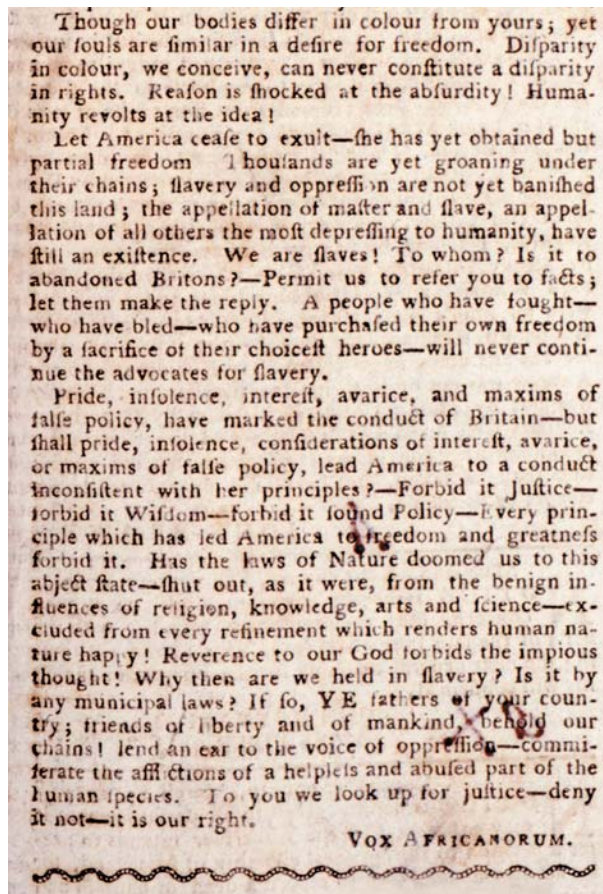 Though our bodies differ in colour from yours; yet
our ſouls are ſimilar in a deſire for freedom. Diſparity
in colour, we conceive, can never conſtitute a diſparity
in rights. Reaſon is ſhocked at the abſurdity! Huma-
nity revolts at the idea!
Let America ceaſe to exult—ſhe has yet obtained but
partial freedom Thouſands are yet groaning under
their chains; ſlavery and oppreſſion are not yet baniſhed
this land; the appellation of maſter and ſlave, an appel-
lation of all others the moſt depreſſing to humanity, have
ſtill an exiſtence. We are ſlaves! To whom? Is it to
abandoned Britons?—Permit us to refer you to facts;
let them make the reply. A people who have fought—
who have bled—who have purchaſed their own freedom
by a ſacrifice of their choiceſt heroes—will never conti-
nue the advocates for ſlavery.
Pride, inſolence, intereſt, avarice, and maxims of
falſe policy, have marked the conduct of Britain—but
ſhall pride, inſolence, conſiderations of intereſt, avarice,
or maxims of falſe policy, lead America to a conduct
inconſiſtent with her principles?—Forbid it Juſtice—
forbid it Wiſdom—forbid it ſound Policy—Every prin-
ciple which has led America to freedom and greatneſs
forbid it. Has the laws of Nature doomed us to this
abject ſtate—ſhut out, as it were, from the benign in-
fluences of religion, knowledge, arts and ſcience—ex-
cluded from every refinement which renders human na-
ture happy! Reverence to our God forbids the impious
thought! Why then are we held in ſlavery? Is it by
any municipal laws? If ſo, YE fathers of your coun-
try; friends of liberty and of mankind, behold our
chains! lend an ear to the voice of oppreſſion—commi-
ſerate the afflictions of a helpleſs and abuſed part of the
human ſpecies. To you we look up for juſtice—deny
it not—it is our right.
VOX AFRICANORUM.